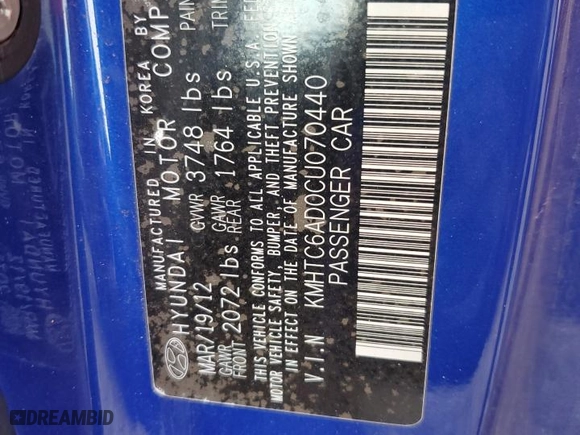 MANUFACTURED IN KOREA BY
HYUNDAI MOTOR COMP
MAR/19/12 GVWR 3748 lbs PAIN
GAWR FRONT 2072 lbs GAWR REAR 1764 lbs TRIM
THIS VEHICLE CONFORMS TO ALL APPLICABLE U.S.A
MOTOR VEHICLE SAFETY, BUMPER, AND THEFT PREVENTION
IN EFFECT ON THE DATE OF MANUFACTURE SHOWN
V.I.N KMHTC6AD0CU070440
PASSENGER CAR
DREAMBID